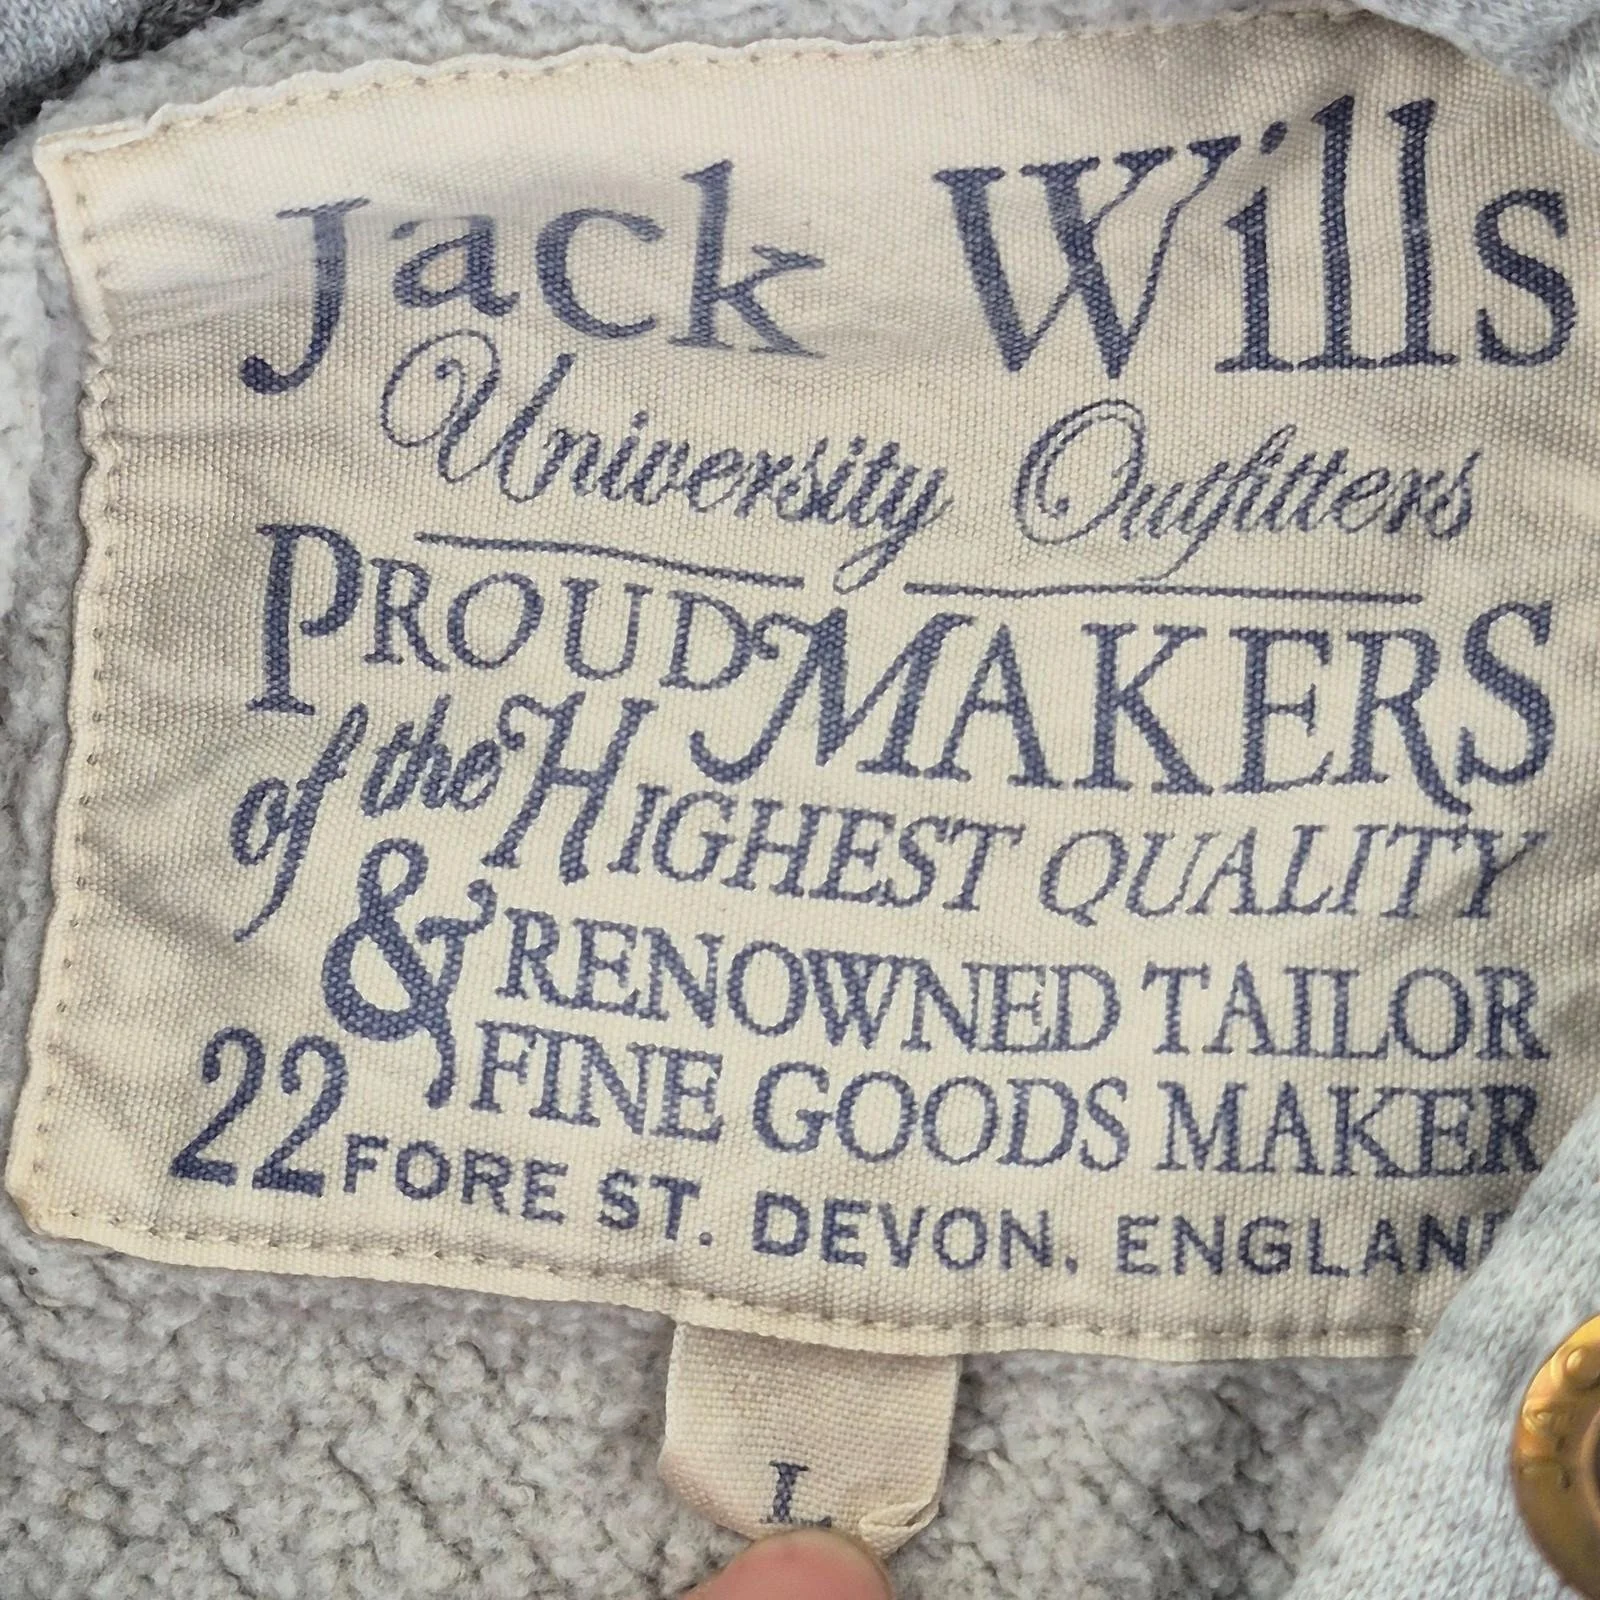 Jack Wills
University Outfitters
PROUD MAKERS
of the HIGHEST QUALITY
& RENOWNED TAILOR
FINE GOODS MAKER
22 FORE ST. DEVON. ENGLAND
L